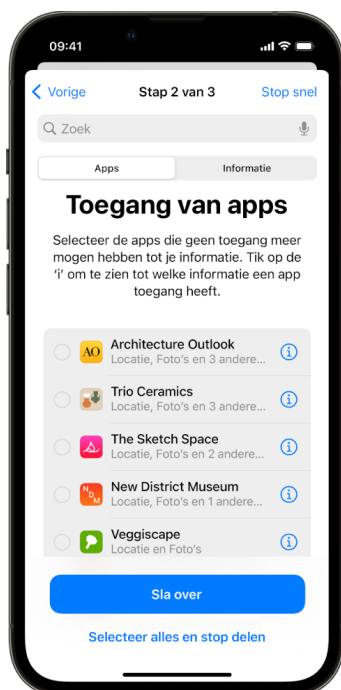 09:41
Vorige Stap 2 van 3 Stop snel
Zoek
Apps Informatie
Toegang van apps
Selecteer de apps die geen toegang meer
mogen hebben tot je informatie. Tik op de
‘i’ om te zien tot welke informatie een app
toegang heeft.
AO Architecture Outlook
Locatie, Foto's en 3 andere...
Trio Ceramics
Locatie, Foto's en 3 andere...
The Sketch Space
Locatie, Foto's en 2 andere...
NDM New District Museum
Locatie, Foto's en 1 andere...
Veggiscape
Locatie en Foto's
Sla over
Selecteer alles en stop delen